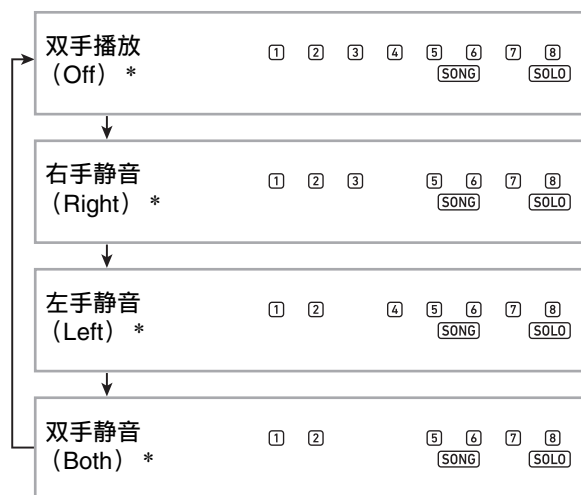 双手播放 1 2 3 4 5 6 7 8
（Off） * SONG SOLO
右手静音 1 2 3 5 6 7 8
（Right） * SONG SOLO
左手静音 1 2 4 5 6 7 8
（Left） * SONG SOLO
双手静音 1 2 5 6 7 8
（Both） * SONG SOLO